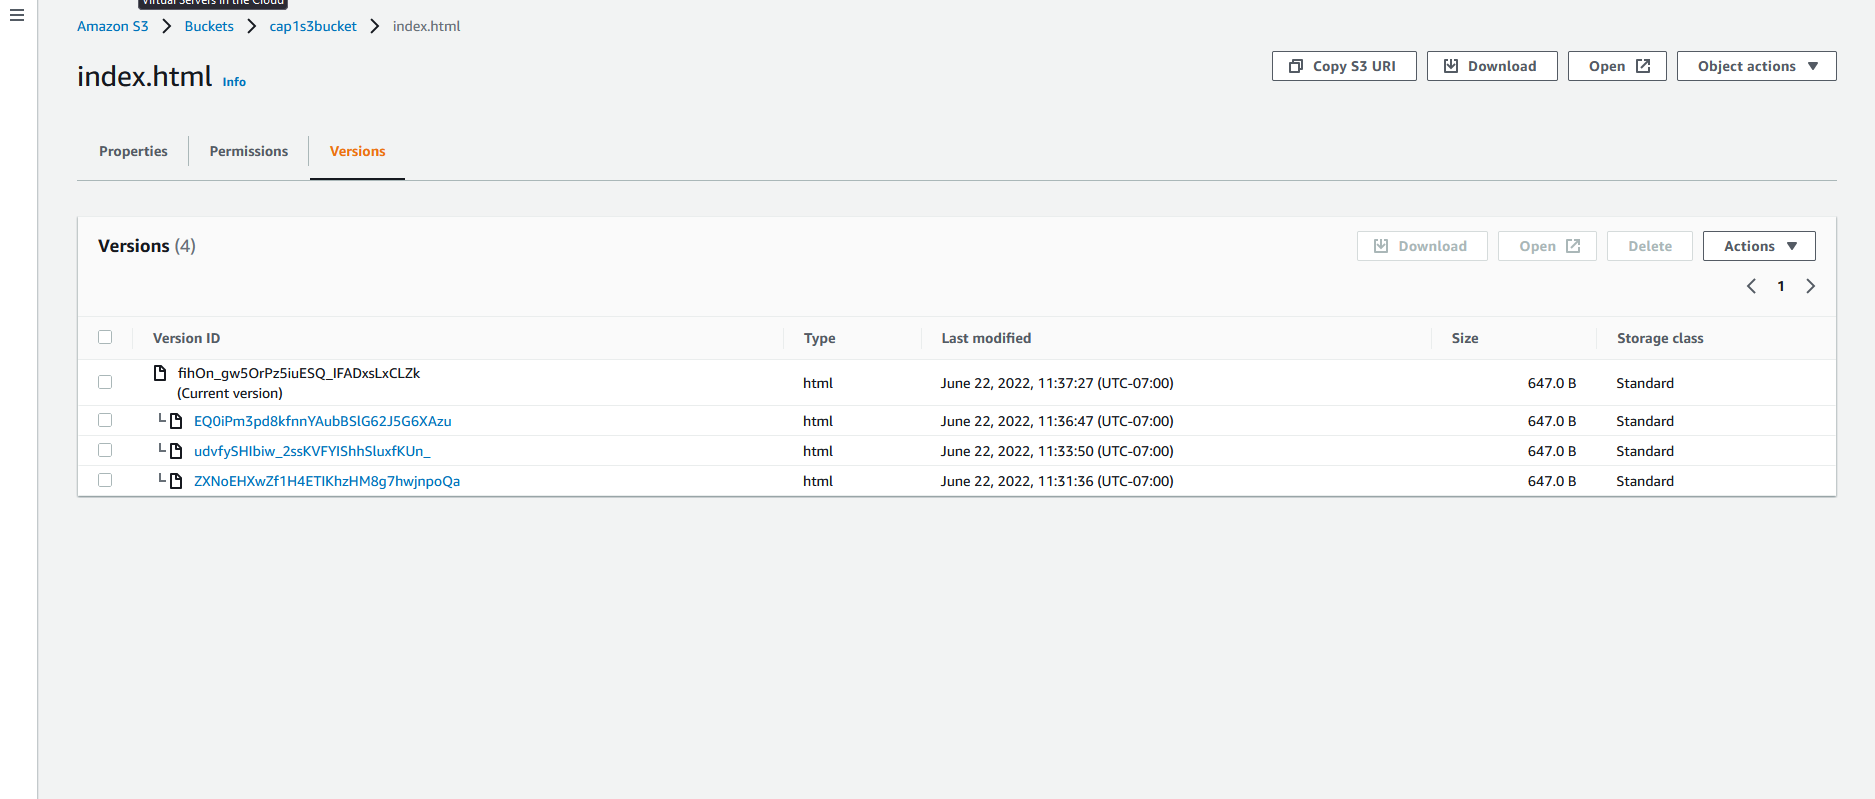 Virtual Servers in the Cloud
Amazon S3 > Buckets > cap1s3bucket > index.html
index.html Info
Copy S3 URI Download Open Object actions
Properties Permissions Versions
Versions (4)
Download Open Delete Actions
1
Version ID Type Last modified Size Storage class
fihOn_gw5OrPz5iuESQ_IFADxsLxCLZk
(Current version) html June 22, 2022, 11:37:27 (UTC-07:00) 647.0 B Standard
EQ0iPm3pd8kfnnYAubBSlG62J5G6XAzu html June 22, 2022, 11:36:47 (UTC-07:00) 647.0 B Standard
udvfySHIbiw_2ssKVFYIShhSluxfKUn_ html June 22, 2022, 11:33:50 (UTC-07:00) 647.0 B Standard
ZXNoEHXwZf1H4ETIKhzHM8g7hwjnpoQa html June 22, 2022, 11:31:36 (UTC-07:00) 647.0 B Standard